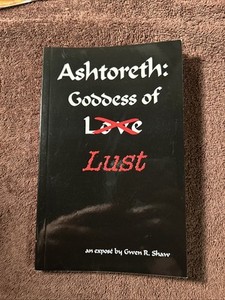 Ashtoreth:
Goddess of
Love
Lust
an exposé by Gwen R. Shaw